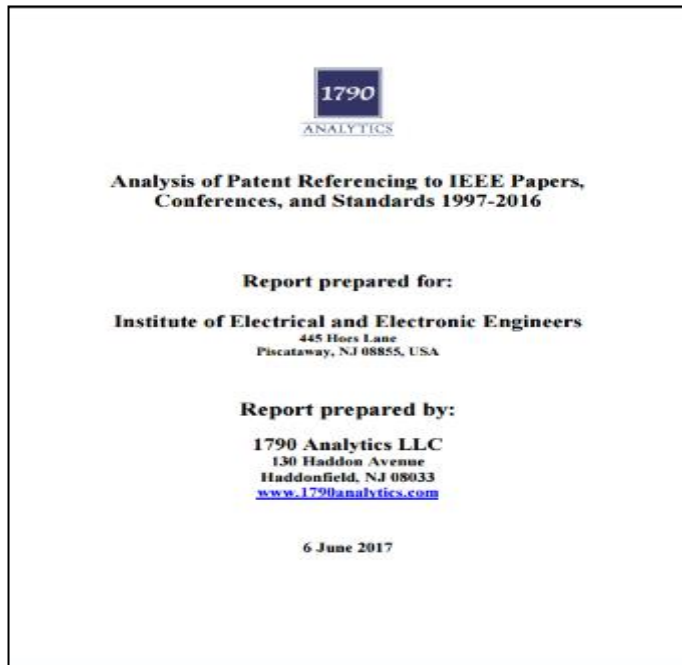 1790
ANALYTICS
Analysis of Patent Referencing to IEEE Papers,
Conferences, and Standards 1997-2016
Report prepared for:
Institute of Electrical and Electronic Engineers
445 Hoes Lane
Piscataway, NJ 08855, USA
Report prepared by:
1790 Analytics LLC
130 Haddon Avenue
Haddonfield, NJ 08033
www.1790analytics.com
6 June 2017